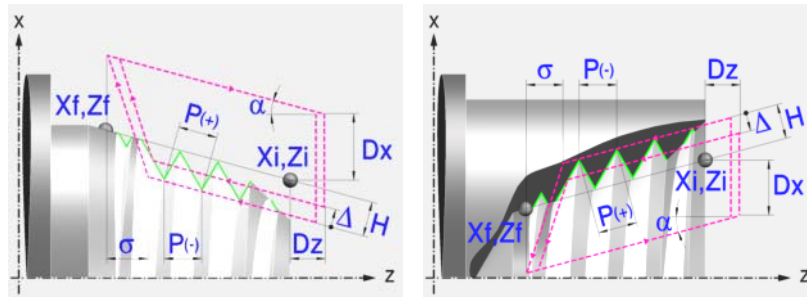 X
Xf,Zf
P(+)
α
Dx
Xi,Zi
Δ
H
σ
P(-)
Dz
Z
X
σ
P(-)
Dz
Δ
H
Xi,Zi
Dx
P(+)
α
Xf,Zf
Z